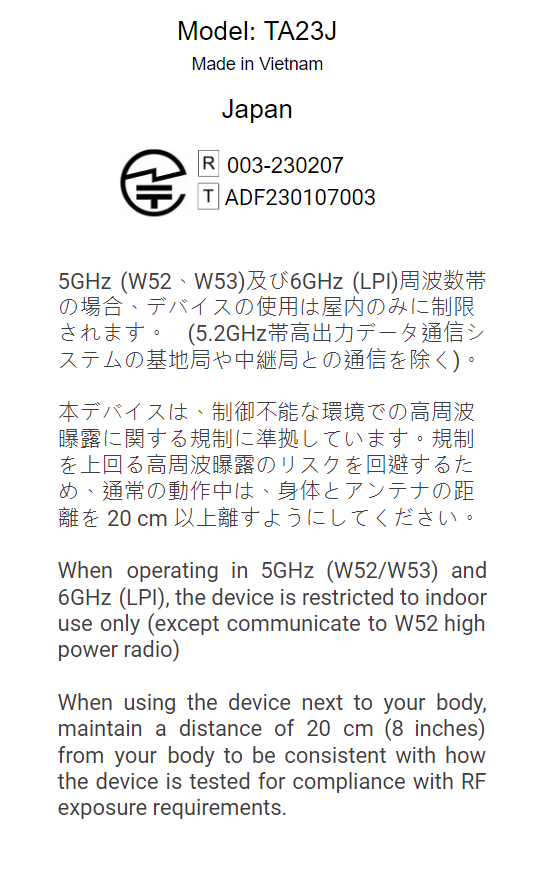 Model: TA23J
Made in Vietnam
Japan
R 003-230207
T ADF230107003
5GHz (W52、W53)及び6GHz (LPI)周波数帯
の場合、デバイスの使用は屋内のみに制限
されます。 (5.2GHz帯高出力データ通信シ
ステムの基地局や中継局との通信を除く)。
本デバイスは、制御不能な環境での高周波
曝露に関する規制に準拠しています。規制
を上回る高周波曝露のリスクを回避するた
め、通常の動作中は、身体とアンテナの距
離を 20 cm 以上離すようにしてください。
When operating in 5GHz (W52/W53) and
6GHz (LPI), the device is restricted to indoor
use only (except communicate to W52 high
power radio)
When using the device next to your body,
maintain a distance of 20 cm (8 inches)
from your body to be consistent with how
the device is tested for compliance with RF
exposure requirements.